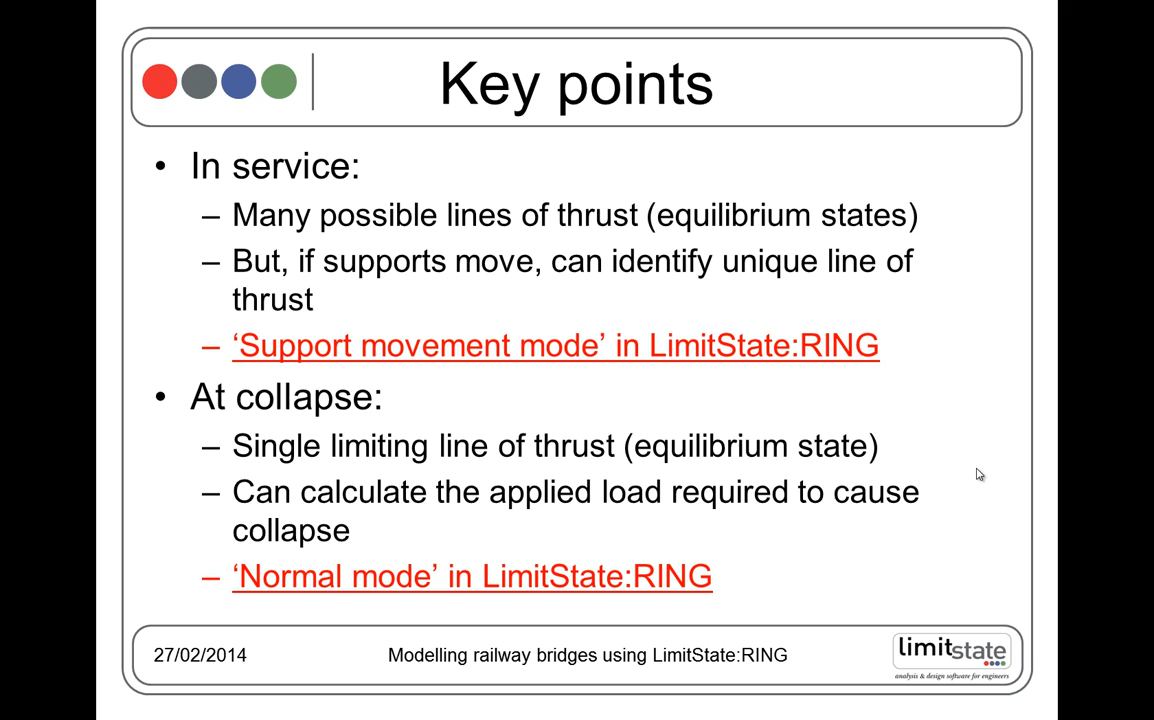 Key points
• In service:
– Many possible lines of thrust (equilibrium states)
– But, if supports move, can identify unique line of
thrust
– ‘Support movement mode’ in LimitState:RING
• At collapse:
– Single limiting line of thrust (equilibrium state)
– Can calculate the applied load required to cause
collapse
– ‘Normal mode’ in LimitState:RING
27/02/2014
Modelling railway bridges using LimitState:RING
limitstate
analysis & design software for engineers